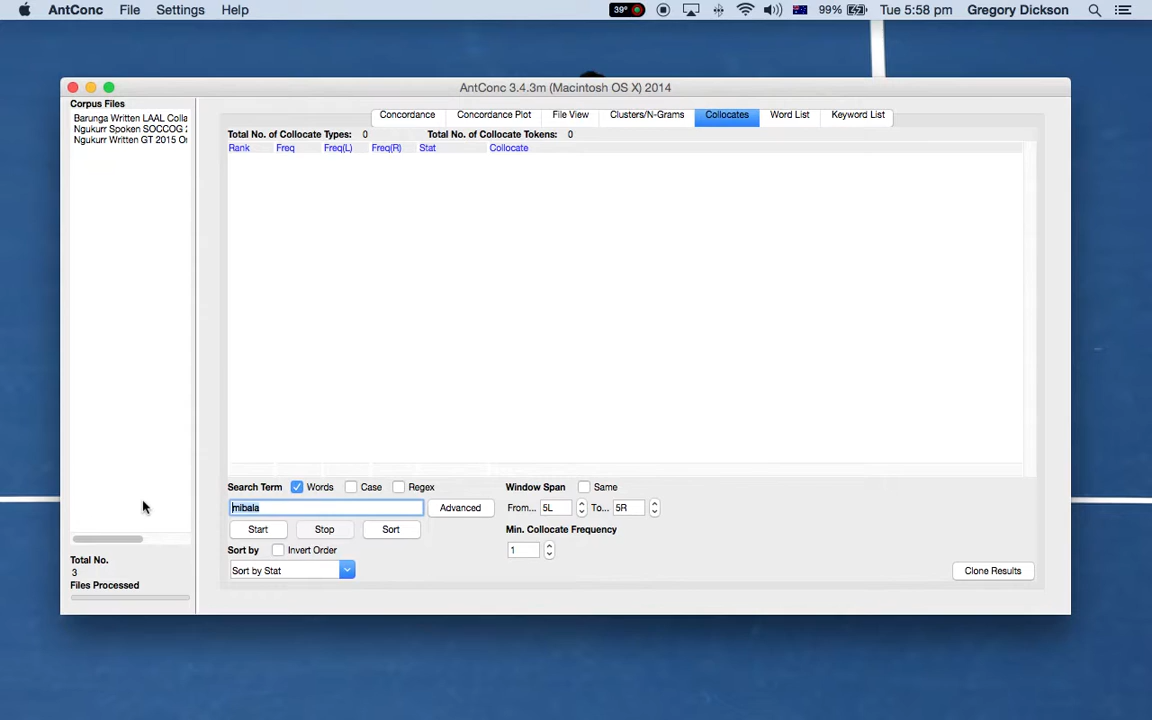 AntConc File Settings Help 39° 99% Tue 5:58 pm Gregory Dickson
AntConc 3.4.3m (Macintosh OS X) 2014
Corpus Files
Barunga Written LAAL Colla
Ngukurr Spoken SOCCOG 2
Ngukurr Written GT 2015 Or
Concordance Concordance Plot File View Clusters/N-Grams Collocates Word List Keyword List
Total No. of Collocate Types: 0 Total No. of Collocate Tokens: 0
Rank Freq Freq(L) Freq(R) Stat Collocate
Search Term Words Case Regex Window Span Same
mibala Advanced From... 5L To... 5R
Start Stop Sort Min. Collocate Frequency
Sort by Invert Order 1
Sort by Stat Clone Results
Total No.
3
Files Processed